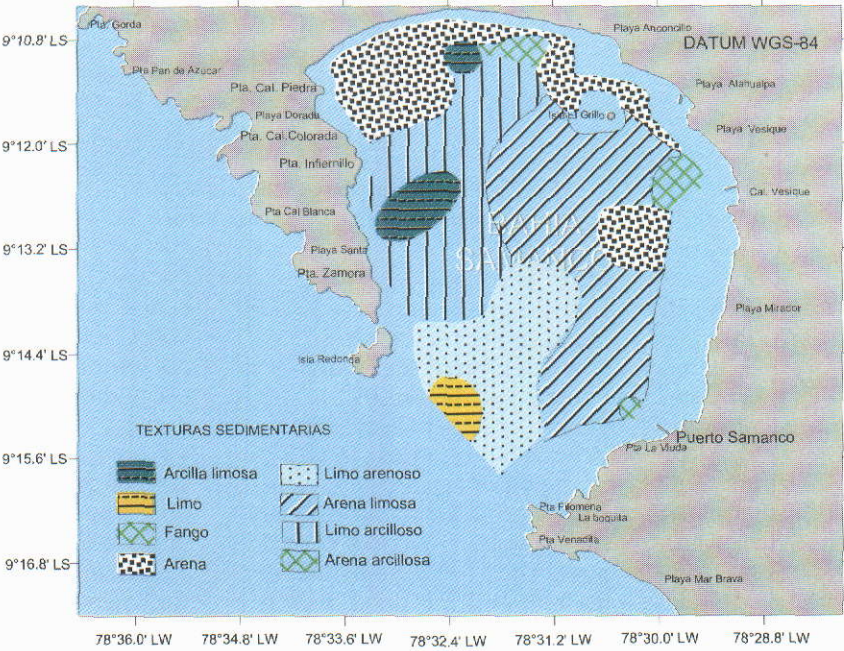 Pta. Gorda
Playa Anconcillo
9°10.8' LS
DATUM WGS-84
Pta Pan de Azúcar
Pta. Cal. Piedra
Playa Atahualpa
Playa Dorada
Isla El Grillo
Playa Vesique
9°12.0' LS
Pta. Cal.Colorada
Pta. Infiernillo
Cal. Vesique
Pta Cal Blanca
BAHIA
SAMANCO
9°13.2' LS
Playa Santa
Pta. Zamora
Playa Mirador
9°14.4' LS
Isla Redonda
TEXTURAS SEDIMENTARIAS
Puerto Samanco
Pta La Viuda
9°15.6' LS
Arcilla limosa
Limo arenoso
Limo
Arena limosa
Pta Filomena
La boquita
Fango
Limo arcilloso
Pta Venadita
Arena
Arena arcillosa
9°16.8' LS
Playa Mar Brava
78°36.0' LW 78°34.8' LW 78°33.6' LW 78°32.4' LW 78°31.2' LW 78°30.0' LW 78°28.8' LW